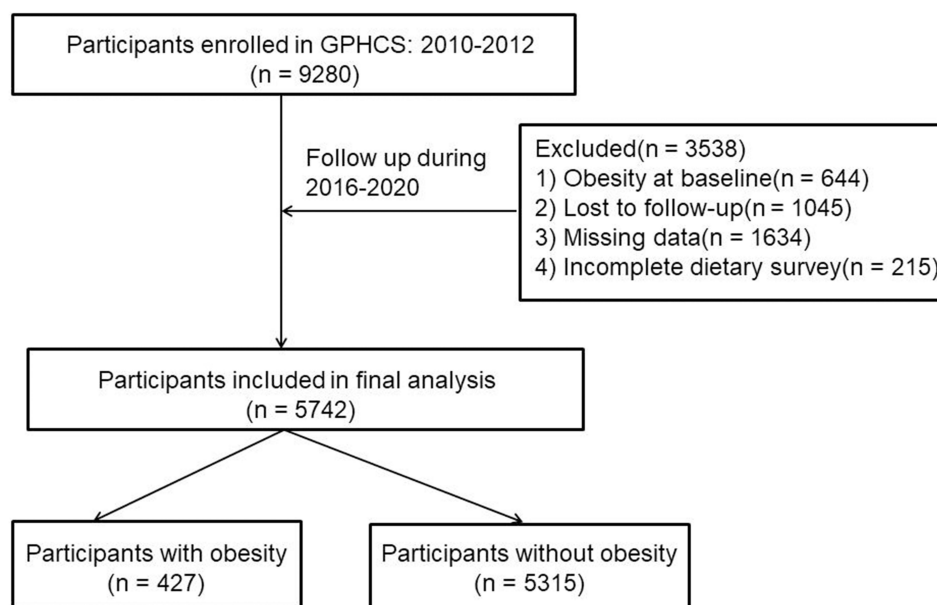 Participants enrolled in GPHCS: 2010-2012
(n = 9280)
Follow up during
2016-2020
Excluded(n = 3538)
1) Obesity at baseline(n = 644)
2) Lost to follow-up(n = 1045)
3) Missing data(n = 1634)
4) Incomplete dietary survey(n = 215)
Participants included in final analysis
(n = 5742)
Participants with obesity
(n = 427)
Participants without obesity
(n = 5315)